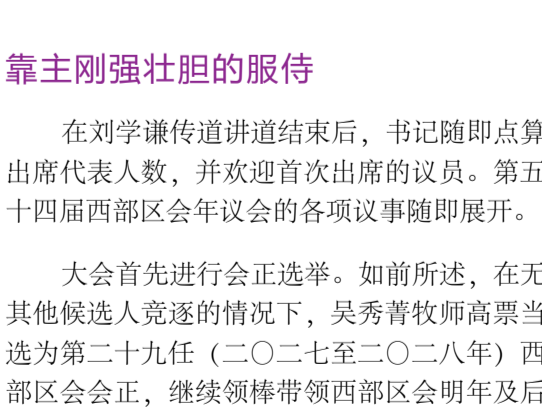 靠主刚强壮胆的服侍
在刘学谦传道讲道结束后，书记随即点算
出席代表人数，并欢迎首次出席的议员。第五
十四届西部区会年议会的各项议事随即展开。
大会首先进行会正选举。如前所述，在无
其他候选人竞逐的情况下，吴秀菁牧师高票当
选为第二十九任（二〇二七至二〇二八年）西
部区会会正，继续领棒带领西部区会明年及后